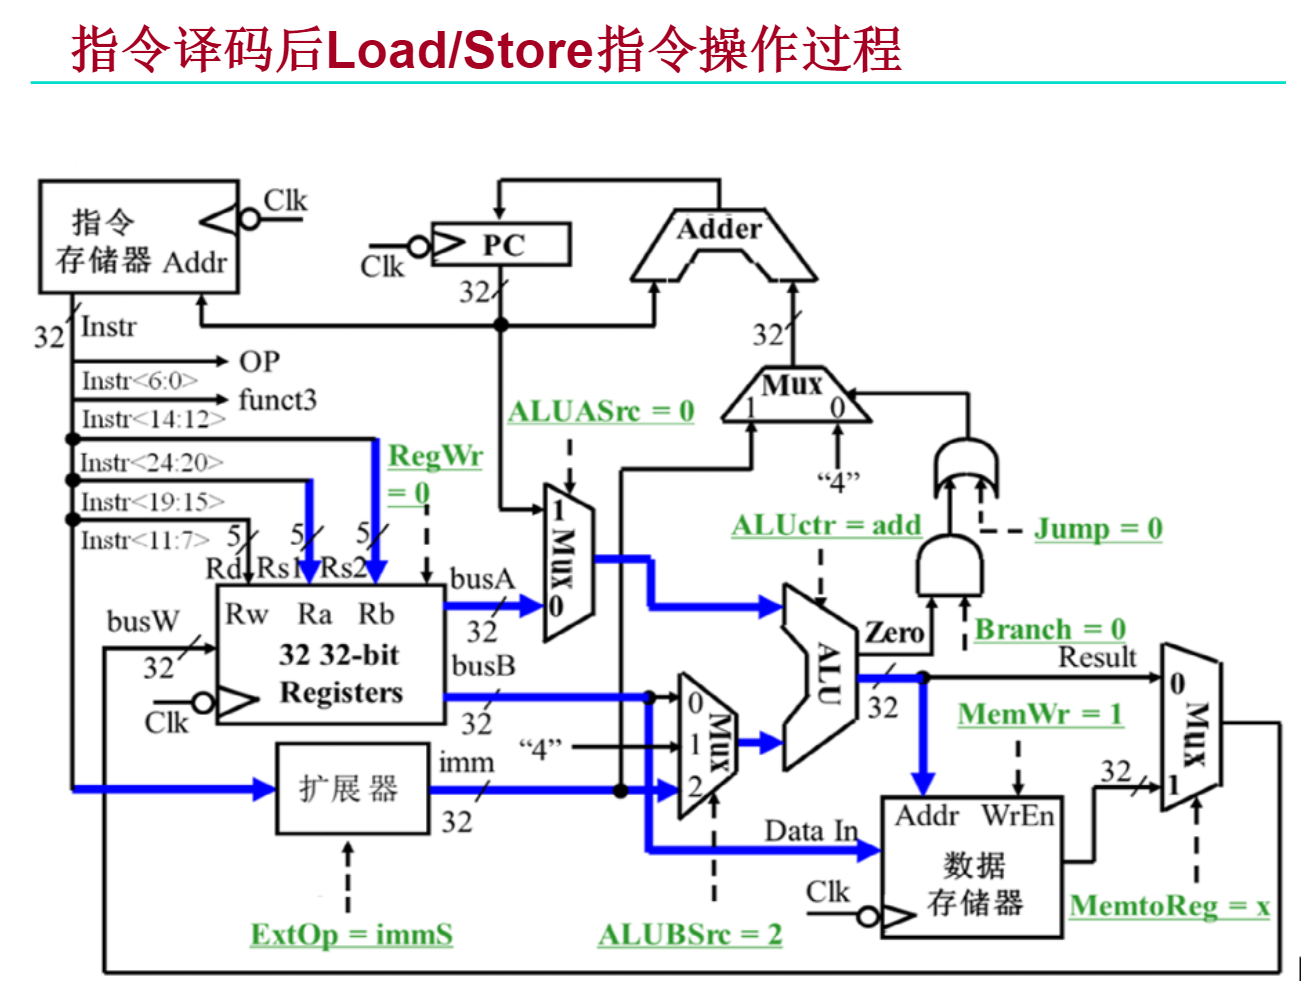 指令译码后Load/Store指令操作过程
指令
存储器 Addr
Clk
PC
Clk
Adder
32
32
Instr
32
OP
Instr<6:0>
funct3
Instr<14:12>
Instr<24:20>
Instr<19:15>
Instr<11:7>
Mux
1
0
“4”
ALUASrc = 0
RegWr
= 0
5
5
5
Rd
Rs1
Rs2
1
Mux
0
ALUctr = add
Jump = 0
busW
32
Rw Ra Rb
32 32-bit
Registers
Clk
busA
32
busB
32
Zero
Branch = 0
ALU
32
Result
0
Mux
1
“4”
0
1
Mux
2
MemWr = 1
扩展器
imm
32
32
Data In
Addr WrEn
数据
存储器
Clk
ExtOp = immS
ALUBSrc = 2
MemtoReg = x